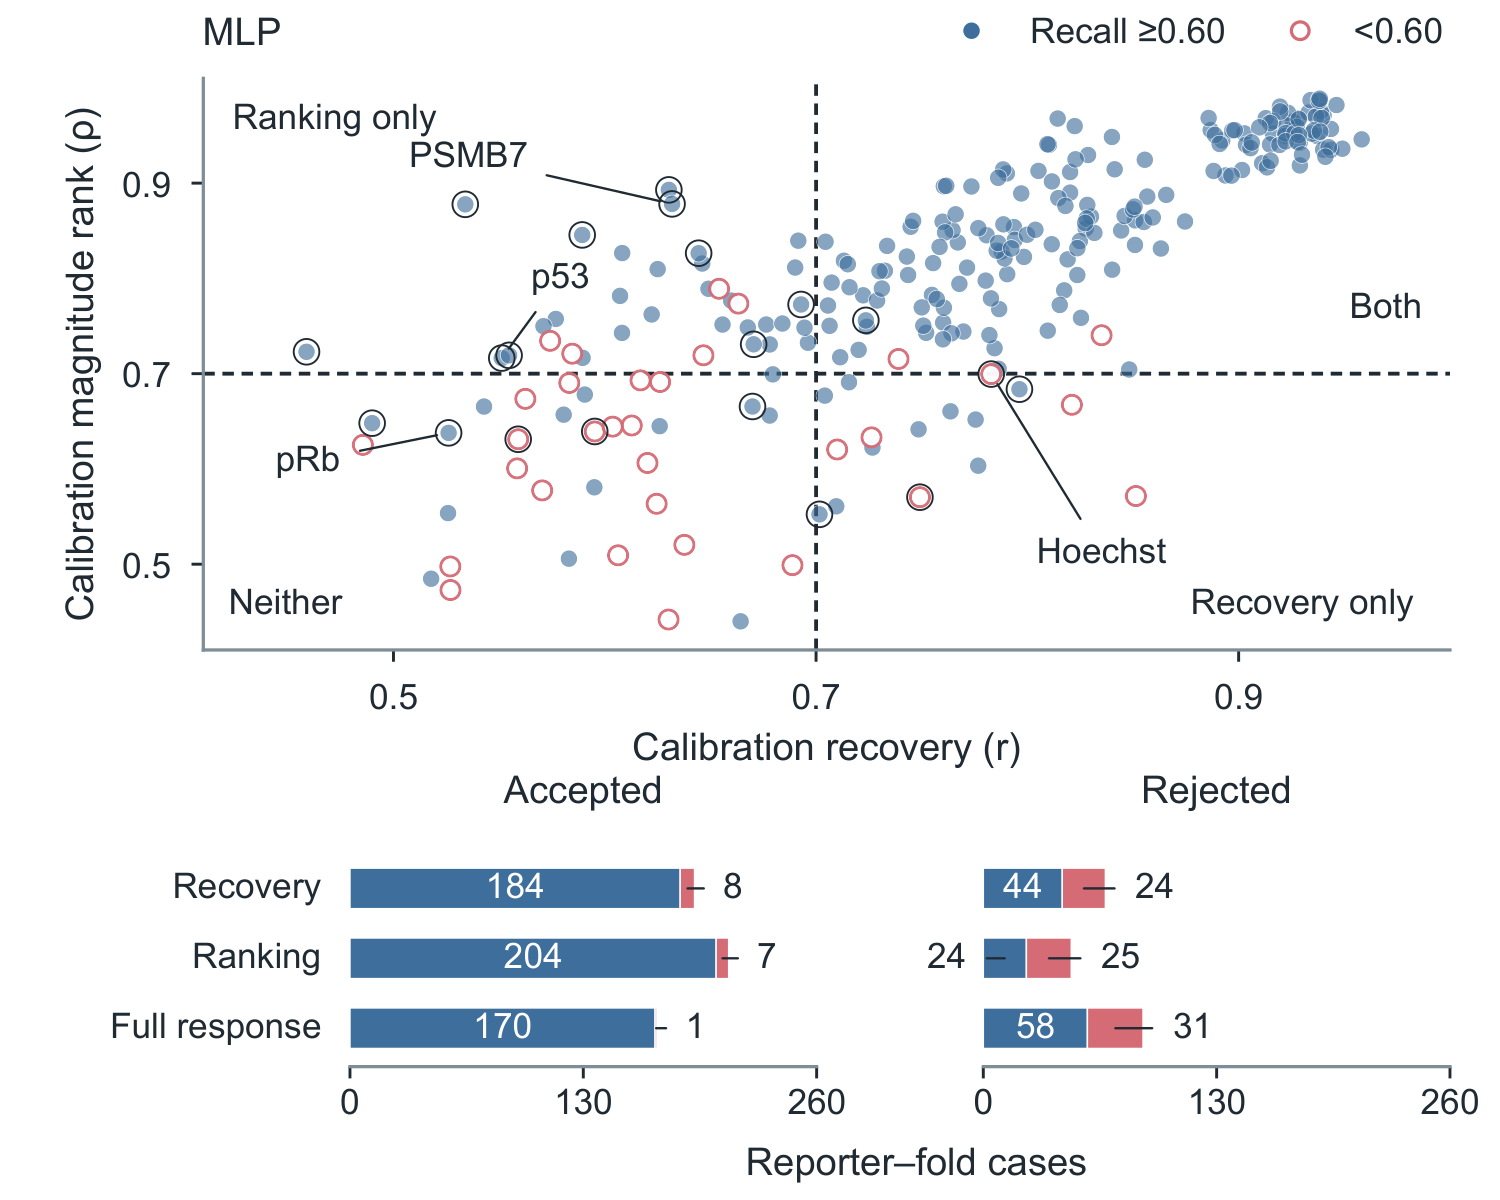 MLP
Recall ≥0.60
<0.60
Calibration magnitude rank (ρ)
Ranking only
PSMB7
0.9
p53
Both
0.7
pRb
Hoechst
0.5
Neither
Recovery only
0.5
0.7
0.9
Calibration recovery (r)
Accepted
Rejected
Recovery
184
8
44
24
Ranking
204
7
24
25
Full response
170
1
58
31
0
130
260
0
130
260
Reporter–fold cases